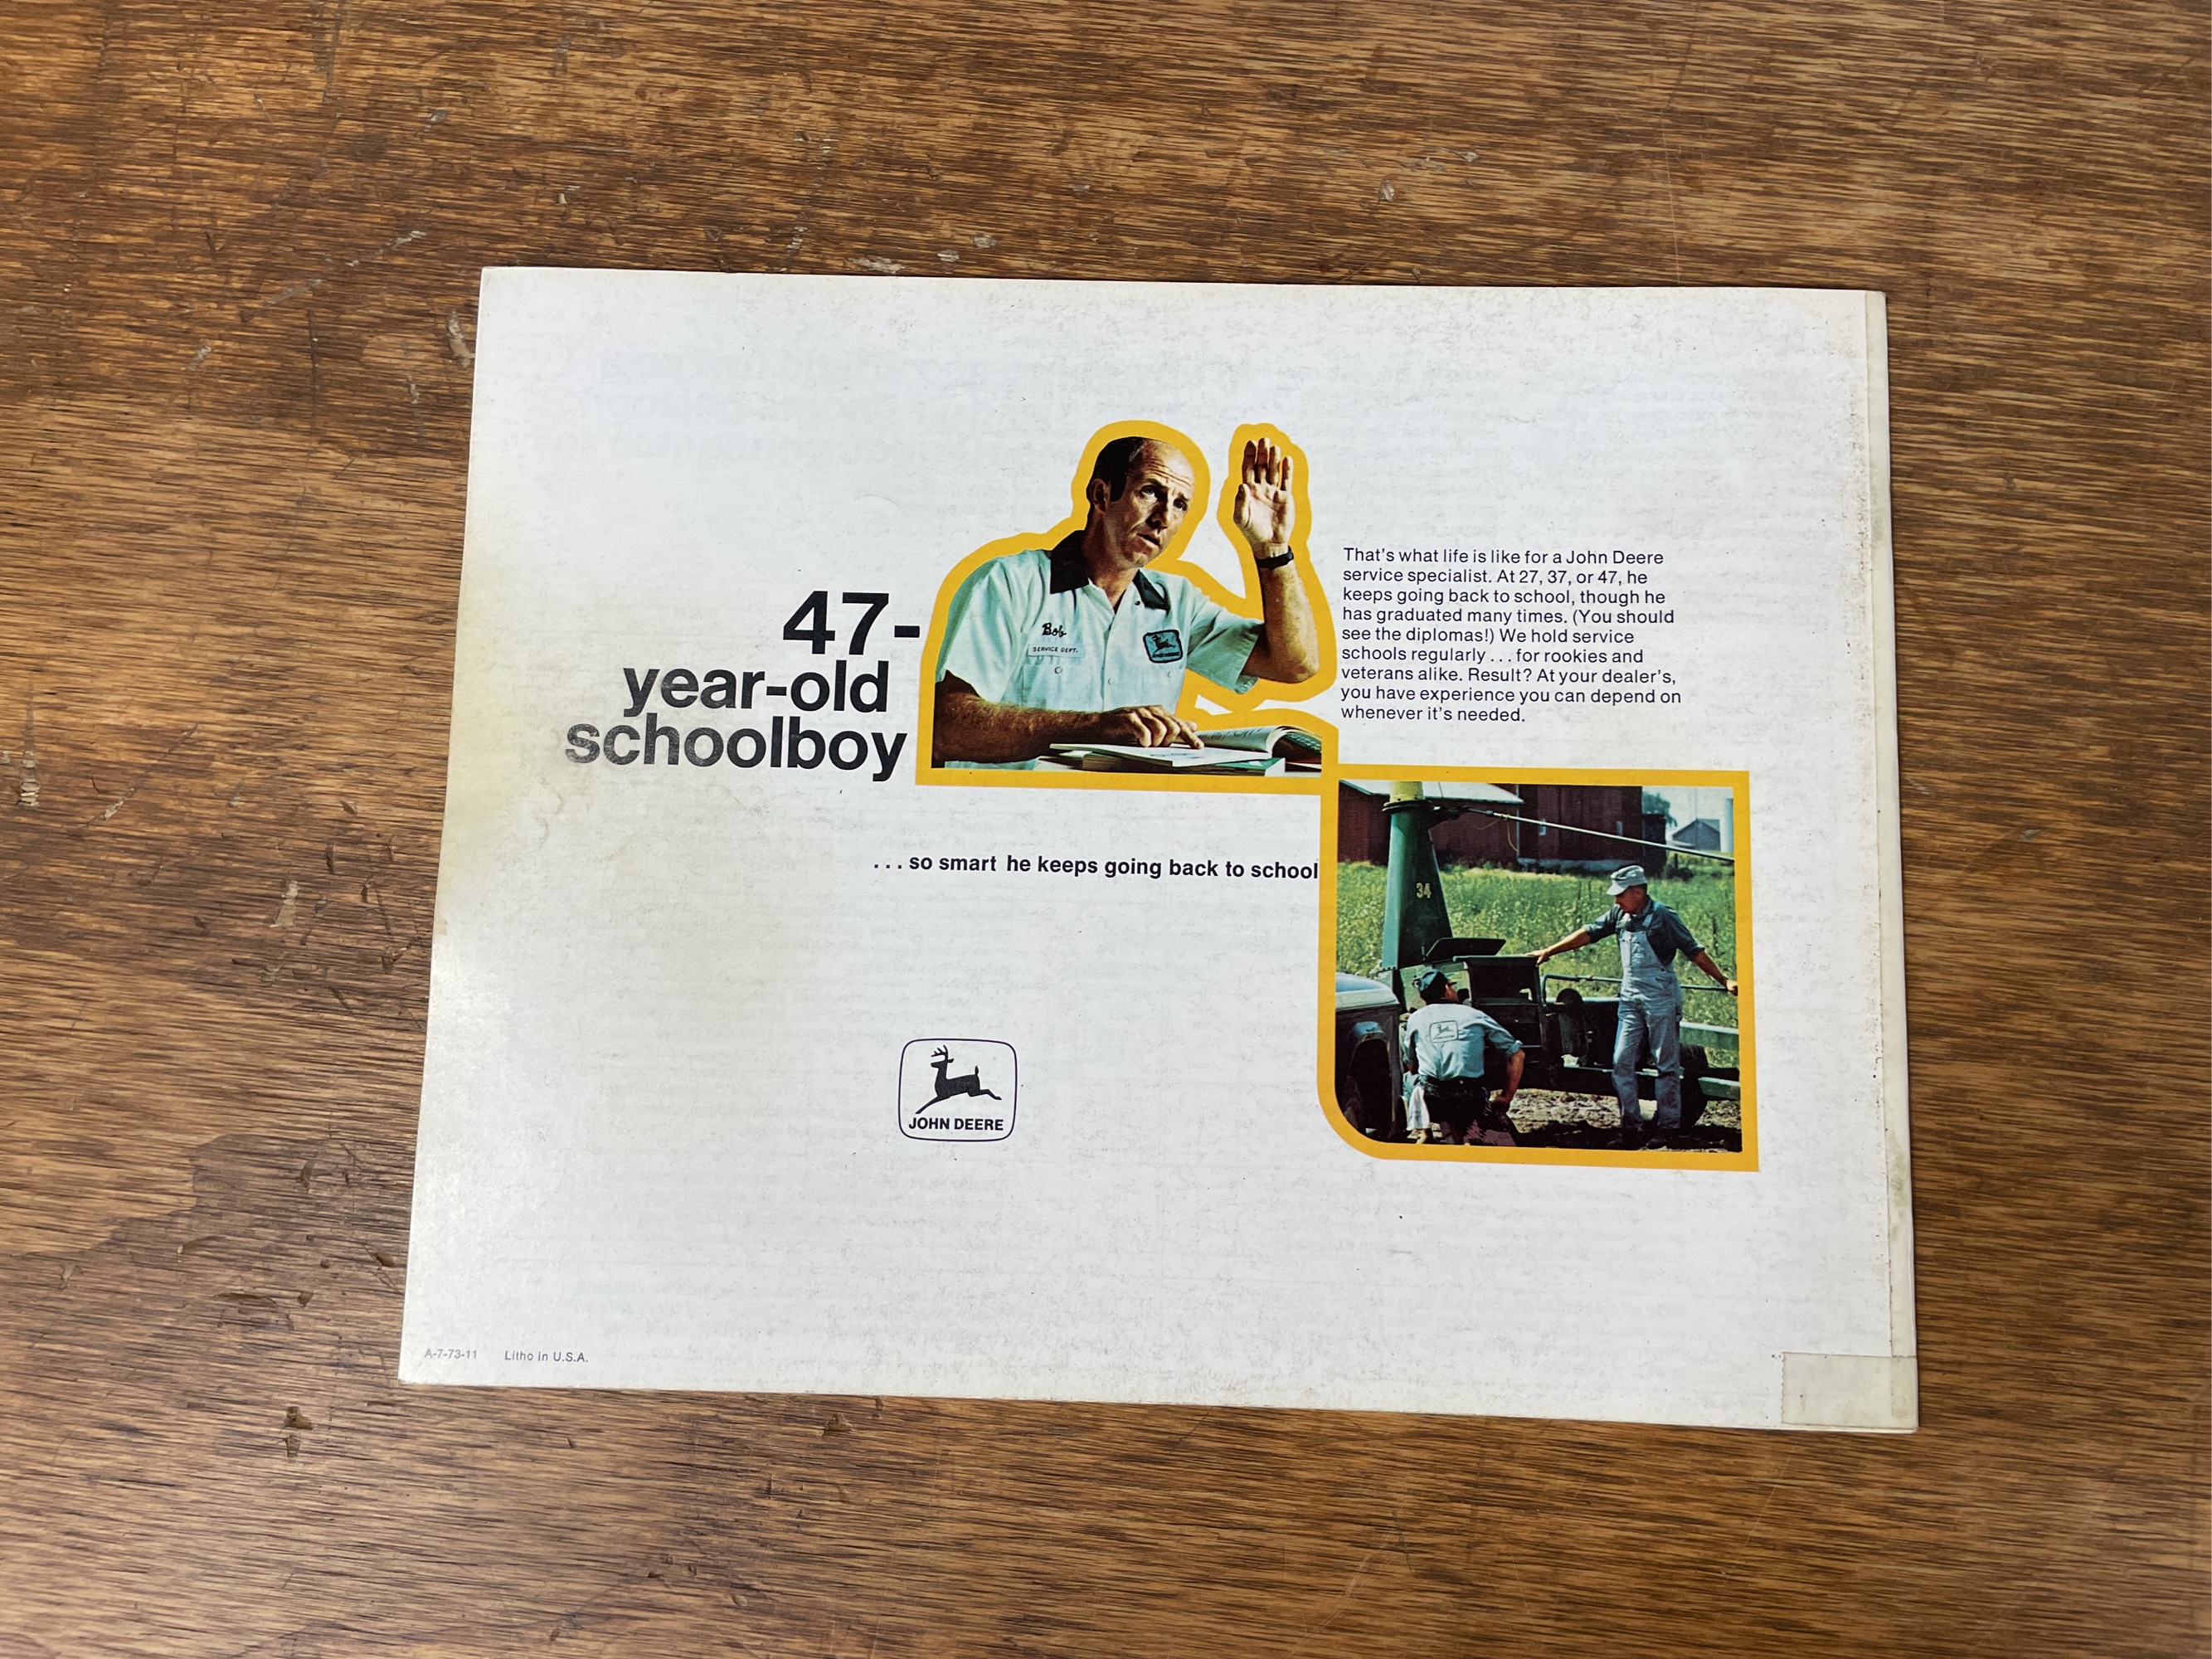 47-
year-old
schoolboy
Bob
SERVICE DEPT.
JOHN DEERE
That's what life is like for a John Deere
service specialist. At 27, 37, or 47, he
keeps going back to school, though he
has graduated many times. (You should
see the diplomas!) We hold service
schools regularly . . . for rookies and
veterans alike. Result? At your dealer's,
you have experience you can depend on
whenever it's needed.
. . . so smart he keeps going back to school
34
JOHN DEERE
A-7-73-11 Litho in U.S.A.